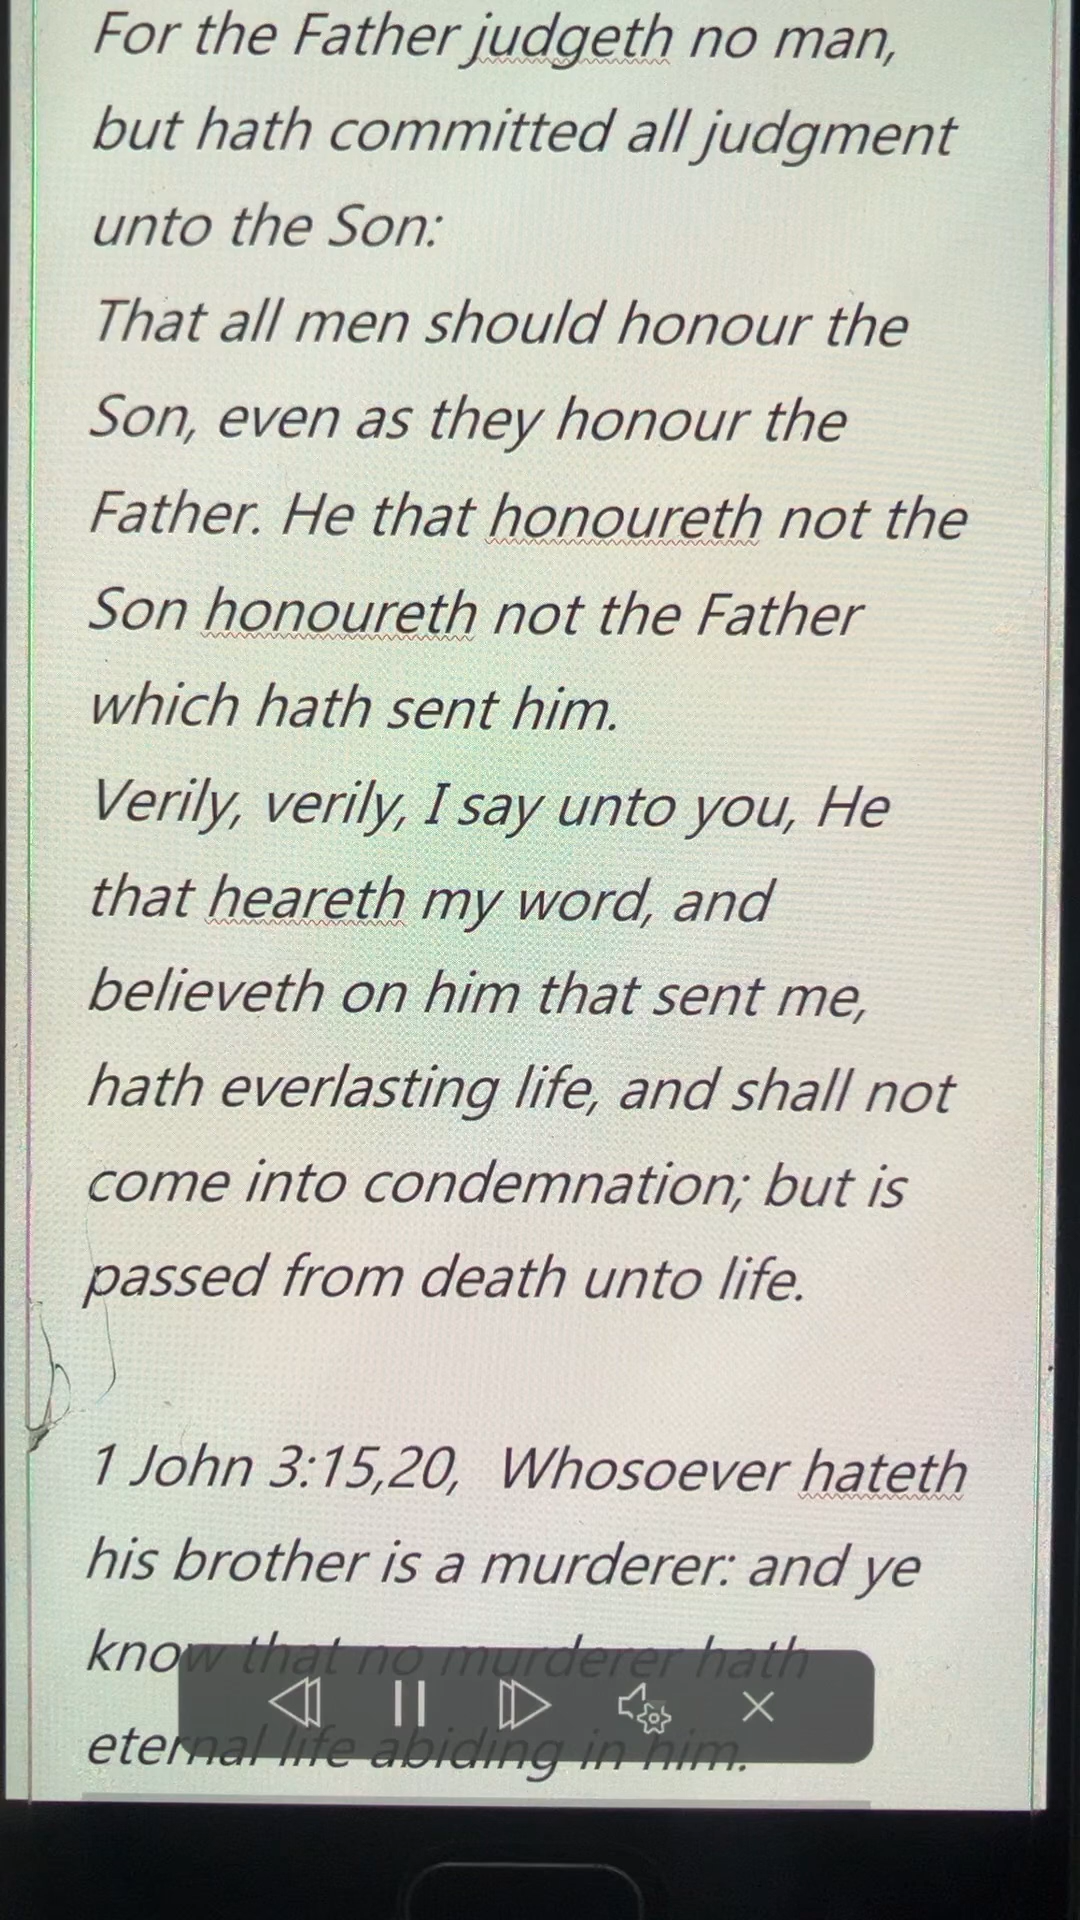 For the Father judgeth no man,
but hath committed all judgment
unto the Son:
That all men should honour the
Son, even as they honour the
Father. He that honoureth not the
Son honoureth not the Father
which hath sent him.
Verily, verily, I say unto you, He
that heareth my word, and
believeth on him that sent me,
hath everlasting life, and shall not
come into condemnation; but is
passed from death unto life.
1 John 3:15,20, Whosoever hateth
his brother is a murderer: and ye
know that no murderer hath
eternal life abiding in him.